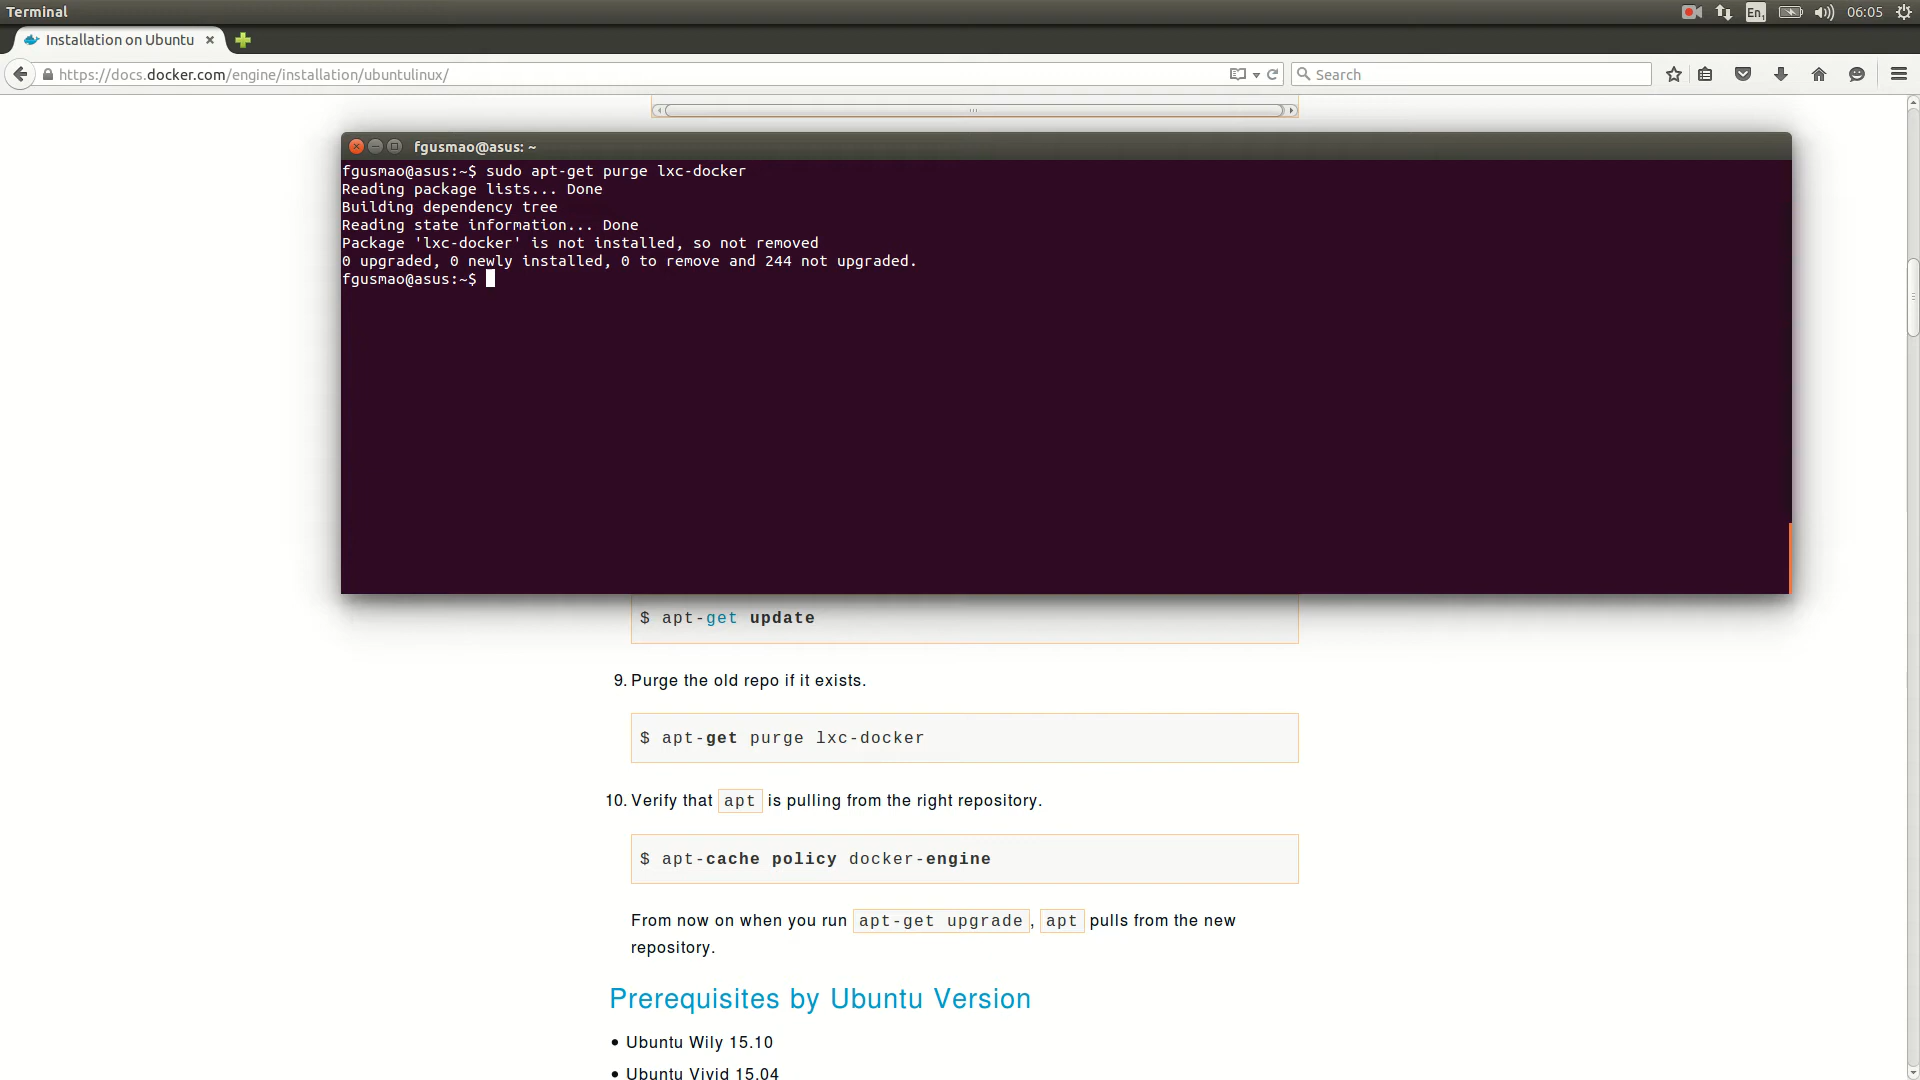 Terminal
En1
06:05
Installation on Ubuntu
https://docs.docker.com/engine/installation/ubuntulinux/
Search
fgusmao@asus: ~
fgusmao@asus:~$ sudo apt-get purge lxc-docker
Reading package lists... Done
Building dependency tree
Reading state information... Done
Package 'lxc-docker' is not installed, so not removed
0 upgraded, 0 newly installed, 0 to remove and 244 not upgraded.
fgusmao@asus:~$
$ apt-get update
9. Purge the old repo if it exists.
$ apt-get purge lxc-docker
10. Verify that apt is pulling from the right repository.
$ apt-cache policy docker-engine
From now on when you run apt-get upgrade, apt pulls from the new
repository.
Prerequisites by Ubuntu Version
• Ubuntu Wily 15.10
• Ubuntu Vivid 15.04